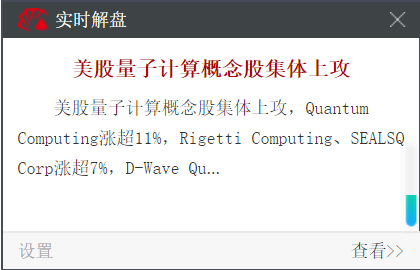 实时解盘
美股量子计算概念股集体上攻
美股量子计算概念股集体上攻，Quantum
Computing涨超11%，Rigetti Computing、SEALSQ
Corp涨超7%，D-Wave Qu...
设置
查看>>